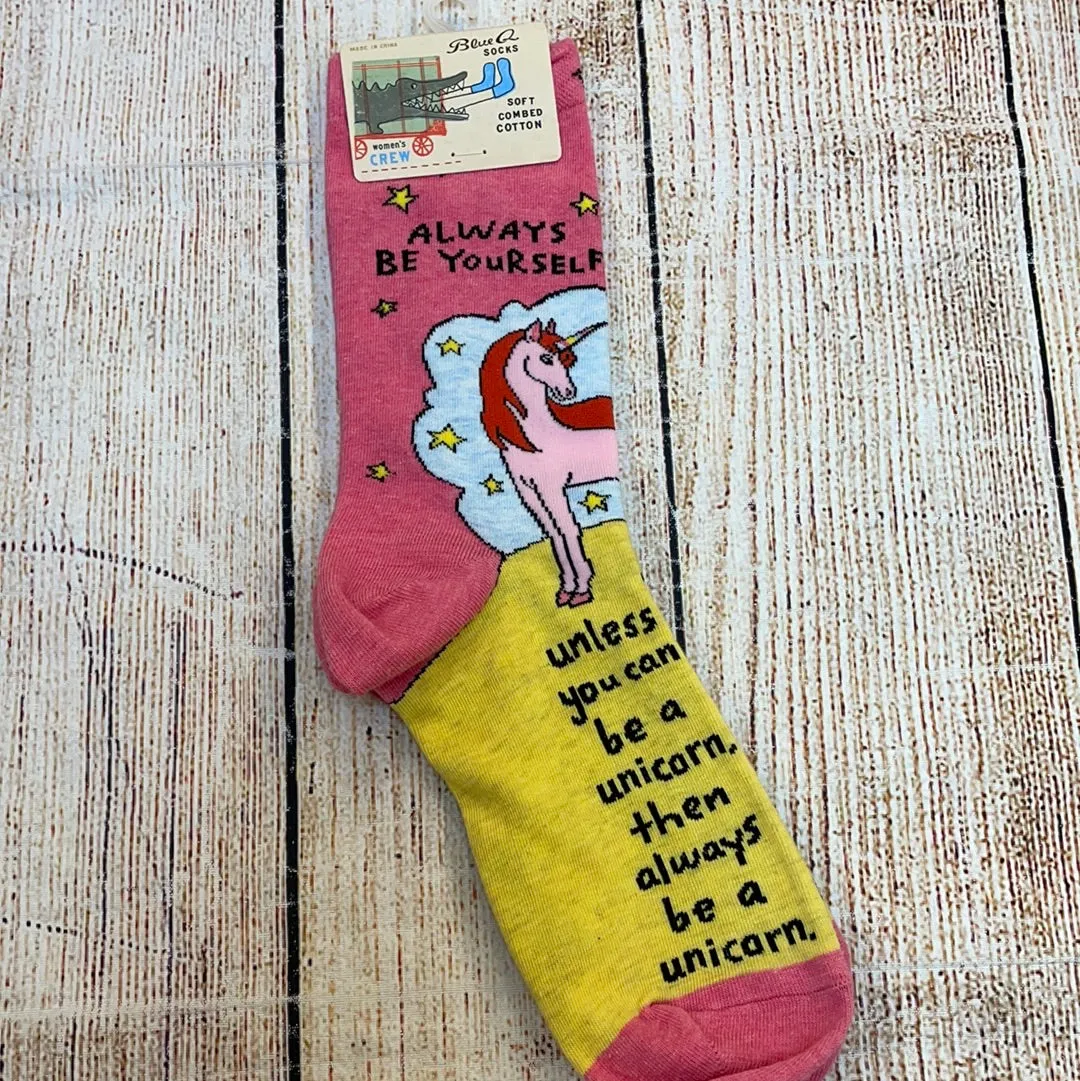 MADE IN CHINA
Blue Q
SOCKS
SOFT
COMBED
COTTON
women's
CREW
ALWAYS
BE YOURSELF
unless
you can
be a
unicorn,
then
always
be a
unicorn.